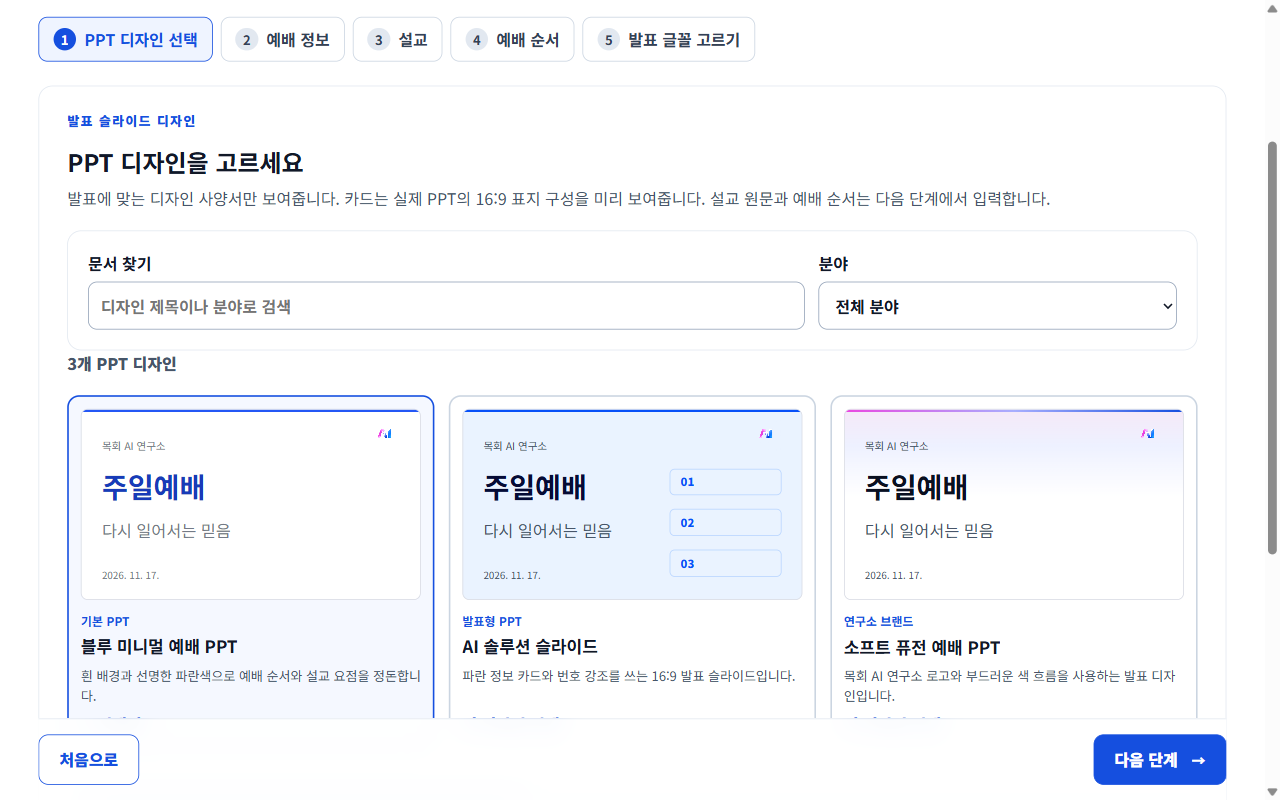 1 PPT 디자인 선택
2 예배 정보
3 설교
4 예배 순서
5 발표 글꼴 고르기
발표 슬라이드 디자인
PPT 디자인을 고르세요
발표에 맞는 디자인 사양서만 보여줍니다. 카드는 실제 PPT의 16:9 표지 구성을 미리 보여줍니다. 설교 원문과 예배 순서는 다음 단계에서 입력합니다.
문서 찾기
디자인 제목이나 분야로 검색
분야
전체 분야
3개 PPT 디자인
목회 AI 연구소
AI
주일예배
다시 일어서는 믿음
2026. 11. 17.
기본 PPT
블루 미니멀 예배 PPT
흰 배경과 선명한 파란색으로 예배 순서와 설교 요점을 정돈합니
다.
목회 AI 연구소
AI
주일예배
다시 일어서는 믿음
2026. 11. 17.
01
02
03
발표형 PPT
AI 솔루션 슬라이드
파란 정보 카드와 번호 강조를 쓰는 16:9 발표 슬라이드입니다.
목회 AI 연구소
AI
주일예배
다시 일어서는 믿음
2026. 11. 17.
연구소 브랜드
소프트 퓨전 예배 PPT
목회 AI 연구소 로고와 부드러운 색 흐름을 사용하는 발표 디자
인입니다.
처음으로
다음 단계 →